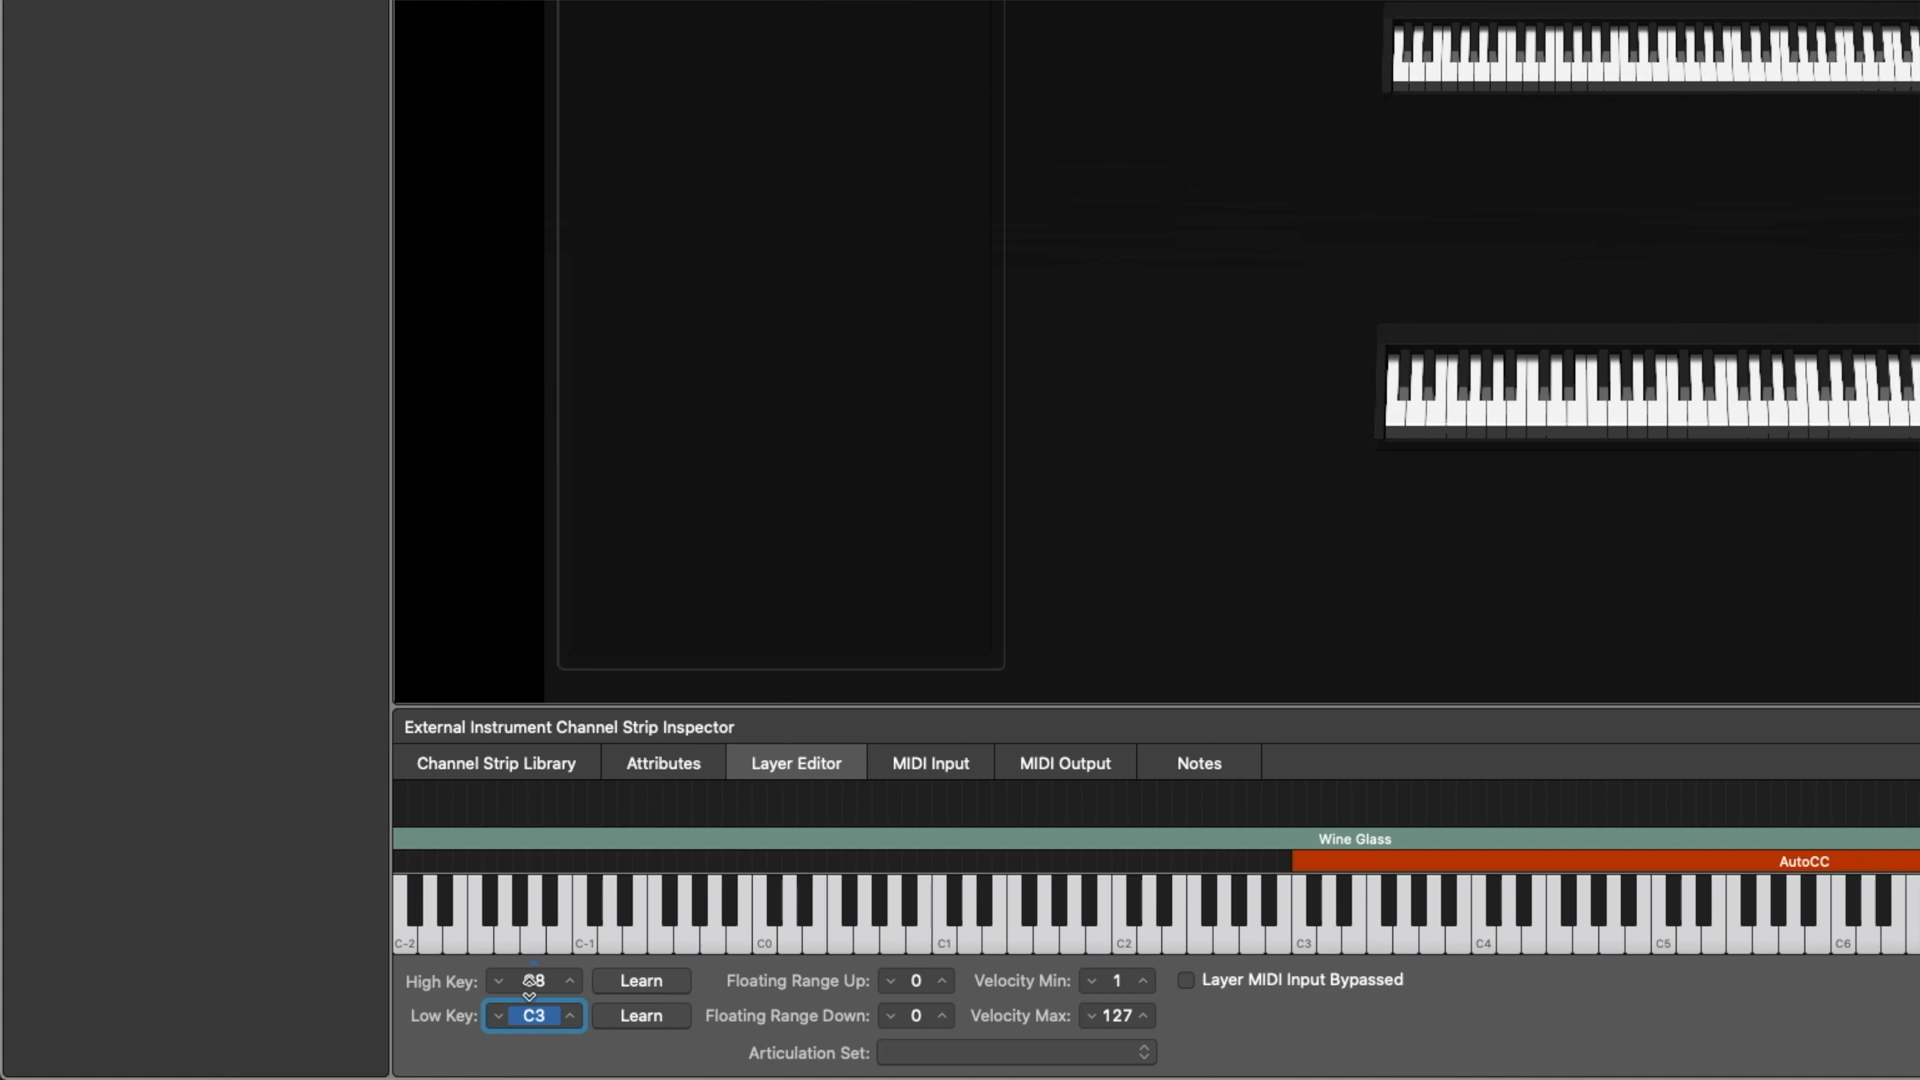 External Instrument Channel Strip Inspector
Channel Strip Library Attributes Layer Editor MIDI Input MIDI Output Notes
Wine Glass
AutoCC
C-2 C-1 C0 C1 C2 C3 C4 C5 C6
High Key: Learn Floating Range Up: 0 Velocity Min: 1 Layer MIDI Input Bypassed
Low Key: C3 Learn Floating Range Down: 0 Velocity Max: 127
Articulation Set: